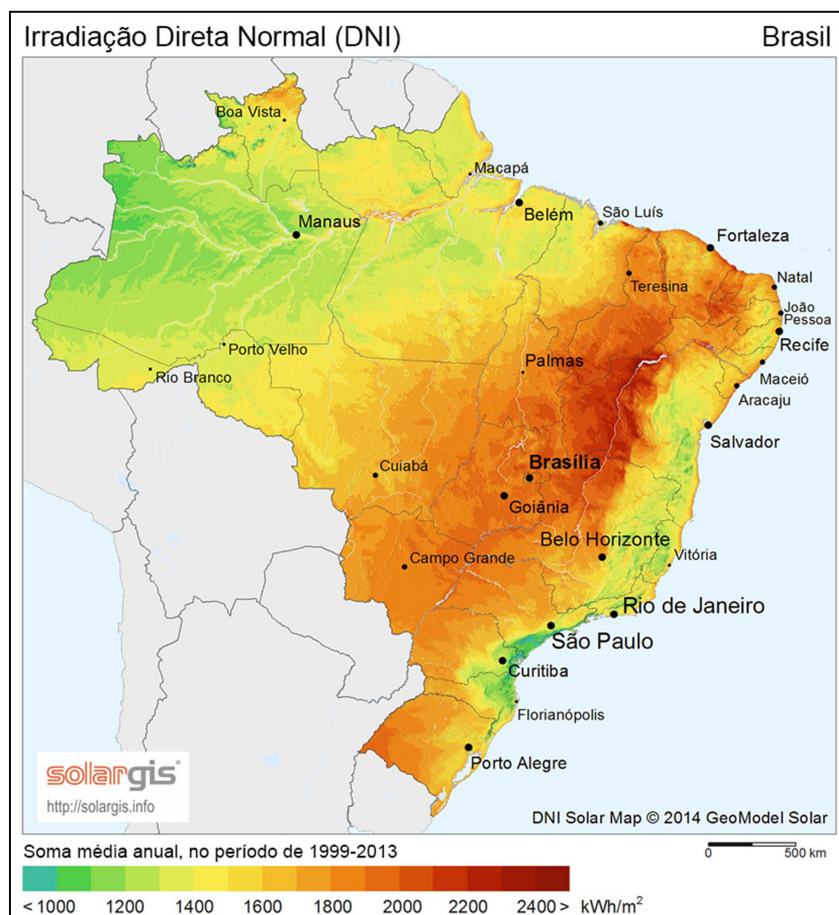 Irradiação Direta Normal (DNI) Brasil
Boa Vista
Macapá
Belém
São Luís
Manaus
Fortaleza
Teresina
Natal
João
Pessoa
Recife
Porto Velho
Palmas
Rio Branco
Maceió
Aracaju
Salvador
Cuiabá
Brasília
Goiânia
Belo Horizonte
Campo Grande
Vitória
Rio de Janeiro
São Paulo
Curitiba
Florianópolis
Porto Alegre
solargis®
http://solargis.info
DNI Solar Map © 2014 GeoModel Solar
Soma média anual, no período de 1999-2013
0 500 km
< 1000 1200 1400 1600 1800 2000 2200 2400 > kWh/m²